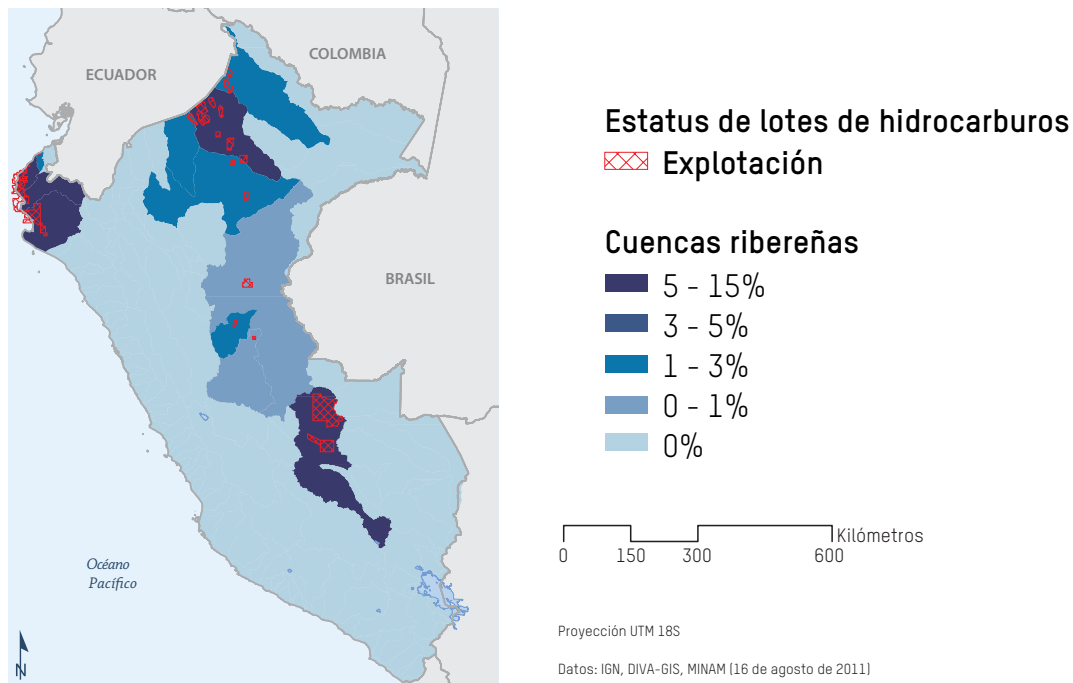 COLOMBIA
ECUADOR
BRASIL
Océano
Pacífico
N
Estatus de lotes de hidrocarburos
Explotación
Cuencas ribereñas
5 - 15%
3 - 5%
1 - 3%
0 - 1%
0%
Kilómetros
0 150 300 600
Proyección UTM 18S
Datos: IGN, DIVA-GIS, MINAM (16 de agosto de 2011)